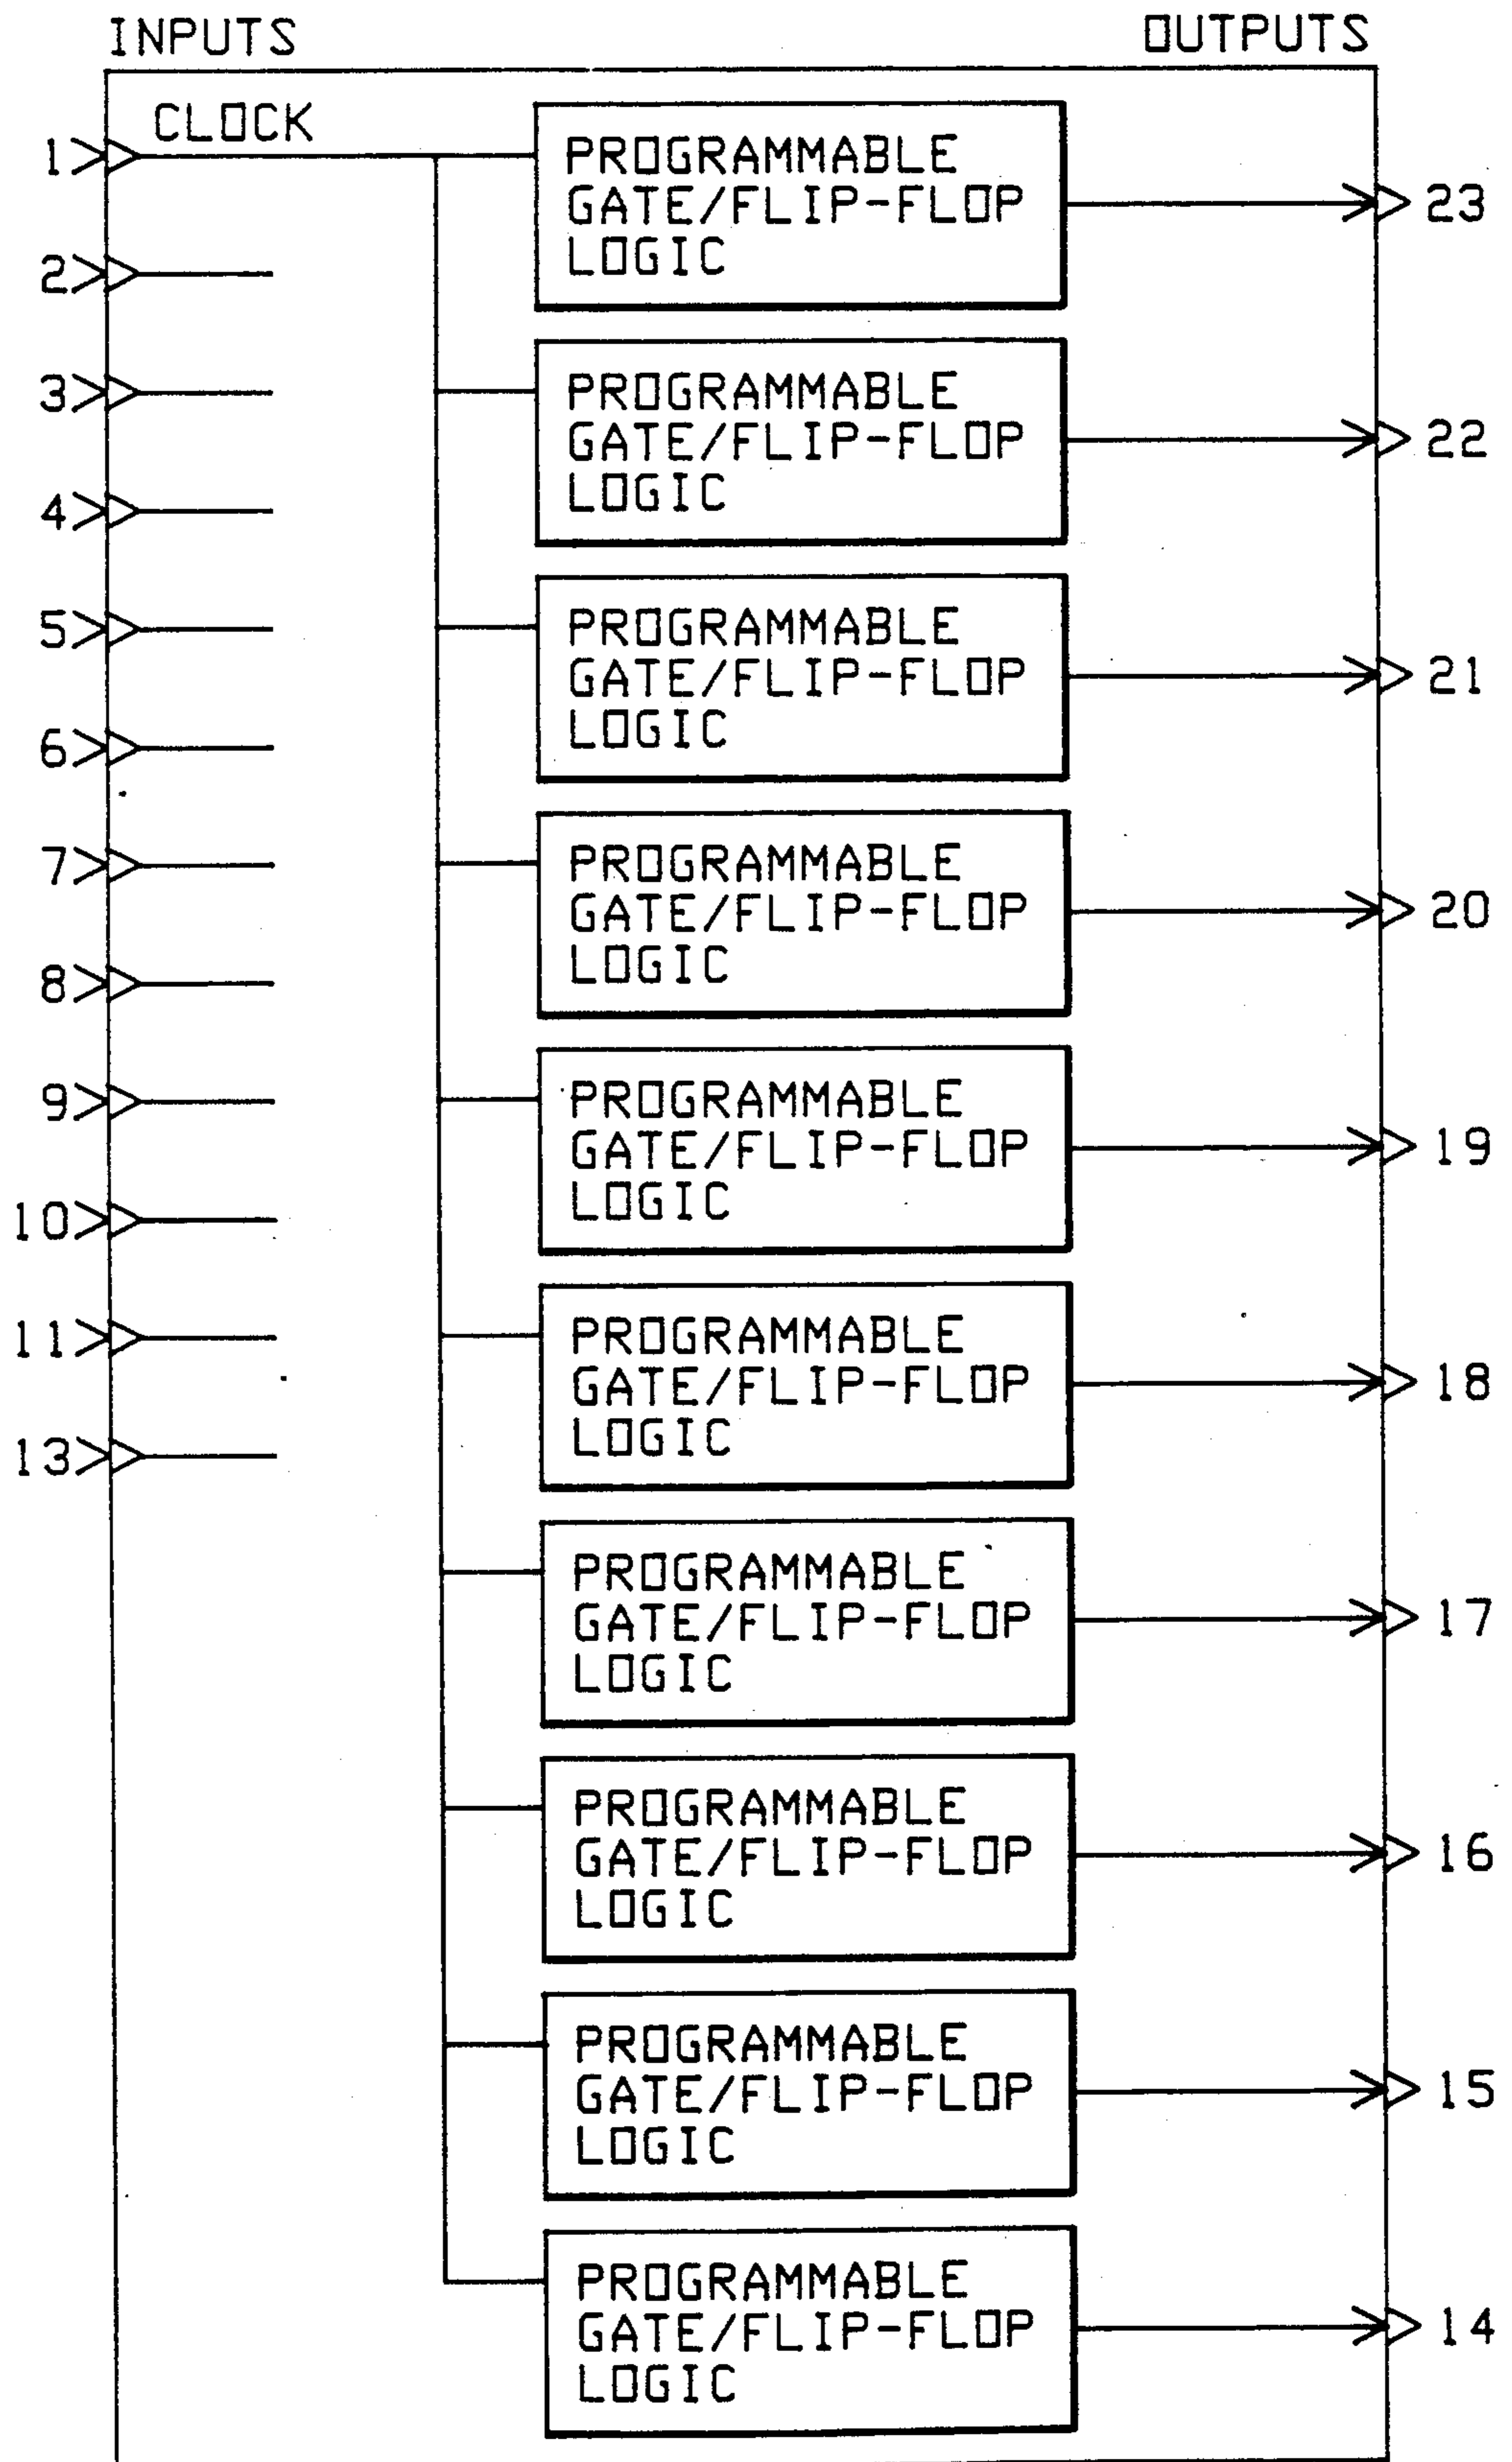 INPUTS
OUTPUTS
CLOCK
1
PROGRAMMABLE
GATE/FLIP-FLOP
LOGIC
23
2
3
PROGRAMMABLE
GATE/FLIP-FLOP
LOGIC
22
4
5
PROGRAMMABLE
GATE/FLIP-FLOP
LOGIC
21
6
7
PROGRAMMABLE
GATE/FLIP-FLOP
LOGIC
20
8
9
PROGRAMMABLE
GATE/FLIP-FLOP
LOGIC
19
10
11
PROGRAMMABLE
GATE/FLIP-FLOP
LOGIC
18
13
PROGRAMMABLE
GATE/FLIP-FLOP
LOGIC
17
PROGRAMMABLE
GATE/FLIP-FLOP
LOGIC
16
PROGRAMMABLE
GATE/FLIP-FLOP
LOGIC
15
PROGRAMMABLE
GATE/FLIP-FLOP
LOGIC
14